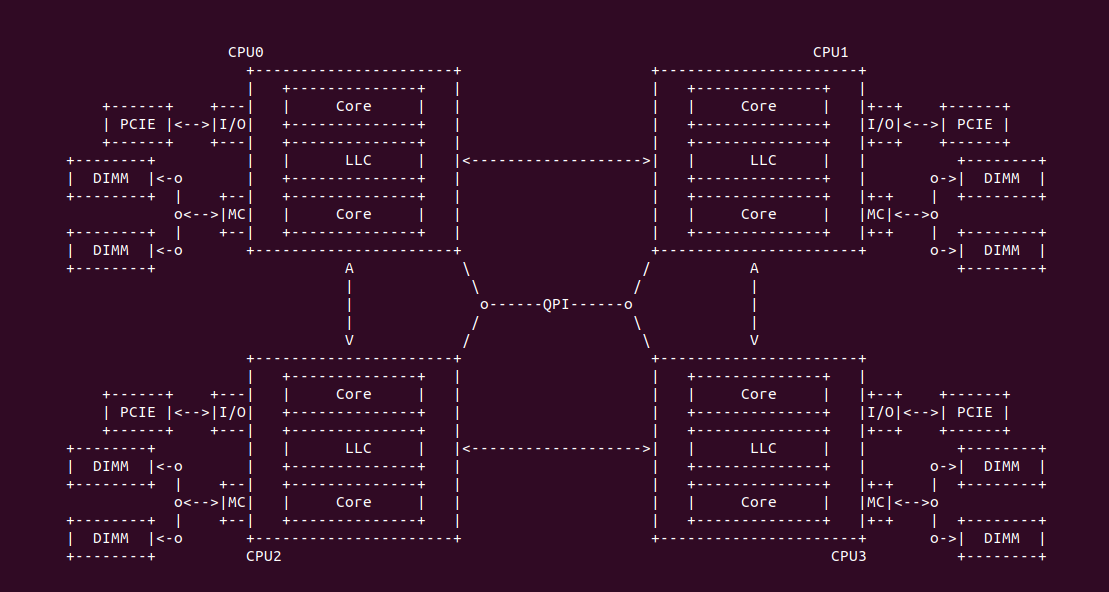 CPU0 CPU1
+----------------------+ +----------------------+
| +--------------+ | | +--------------+ |
+------+ +---| | Core | | | | Core | |+--+ +------+
| PCIE |<-->|I/O| +--------------+ | | +--------------+ |I/O|<-->| PCIE |
+------+ +---| +--------------+ | | +--------------+ |+--+ +------+
+--------+ | | LLC | |<------------------->| | LLC | | +--------+
| DIMM |<-o | +--------------+ | | +--------------+ | o->| DIMM |
+--------+ | +--| +--------------+ | | +--------------+ |+-+ | +--------+
o<-->|MC| | Core | | | | Core | |MC|<-->o
+--------+ | +--| +--------------+ | | +--------------+ |+-+ | +--------+
| DIMM |<-o +----------------------+ +----------------------+ o->| DIMM |
+--------+ A \ / A +--------+
| \ / |
| o------QPI------o |
| / \ |
V / \ V
+----------------------+ +----------------------+
| +--------------+ | | +--------------+ |
+------+ +---| | Core | | | | Core | |+--+ +------+
| PCIE |<-->|I/O| +--------------+ | | +--------------+ |I/O|<-->| PCIE |
+------+ +---| +--------------+ | | +--------------+ |+--+ +------+
+--------+ | | LLC | |<------------------->| | LLC | | +--------+
| DIMM |<-o | +--------------+ | | +--------------+ | o->| DIMM |
+--------+ | +--| +--------------+ | | +--------------+ |+-+ | +--------+
o<-->|MC| | Core | | | | Core | |MC|<-->o
+--------+ | +--| +--------------+ | | +--------------+ |+-+ | +--------+
| DIMM |<-o +----------------------+ +----------------------+ o->| DIMM |
+--------+ CPU2 CPU3 +--------+